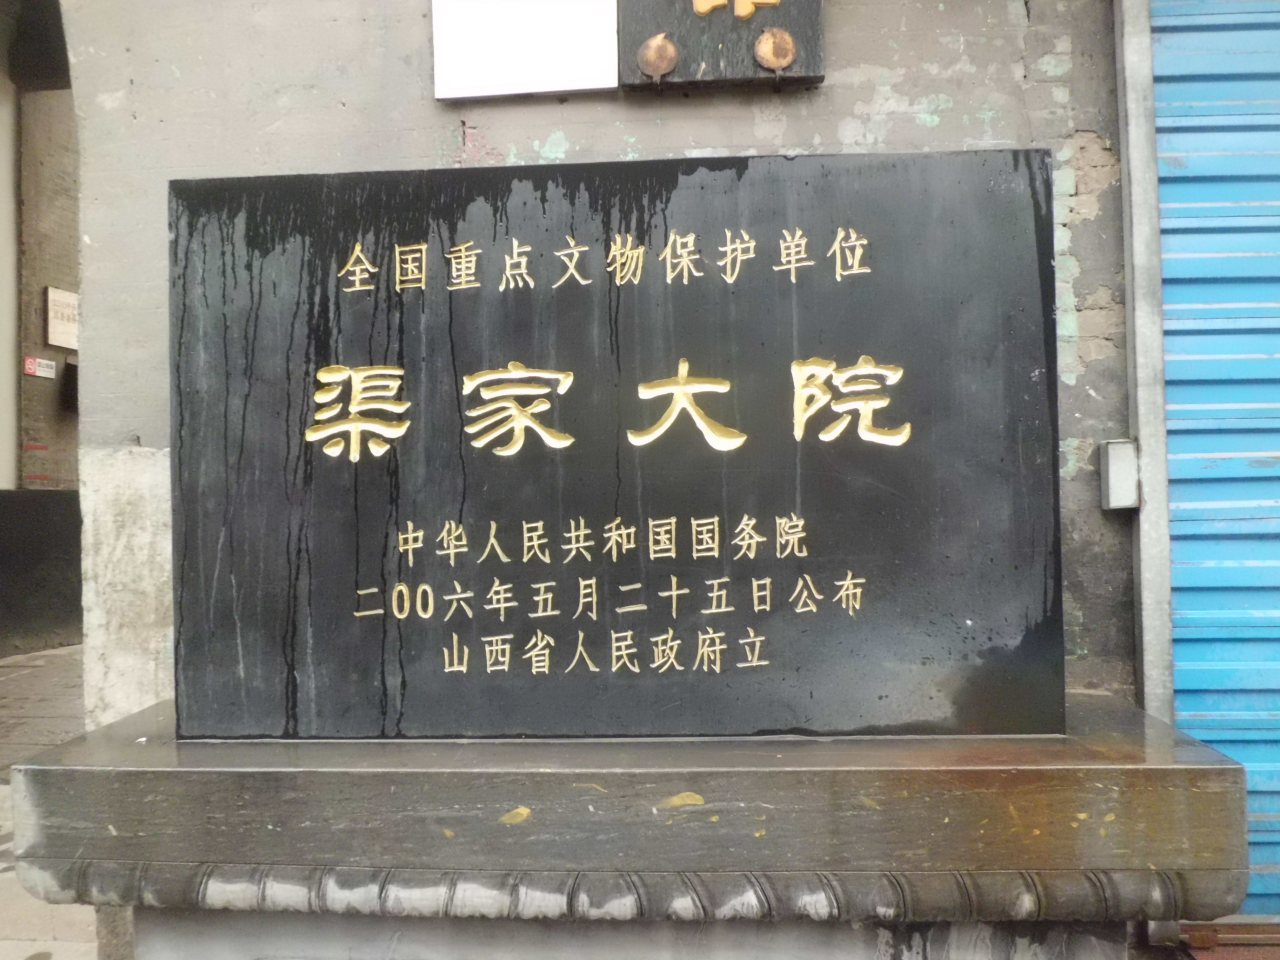 全国重点文物保护单位
渠家大院
中华人民共和国国务院
二00六年五月二十五日公布
山西省人民政府立